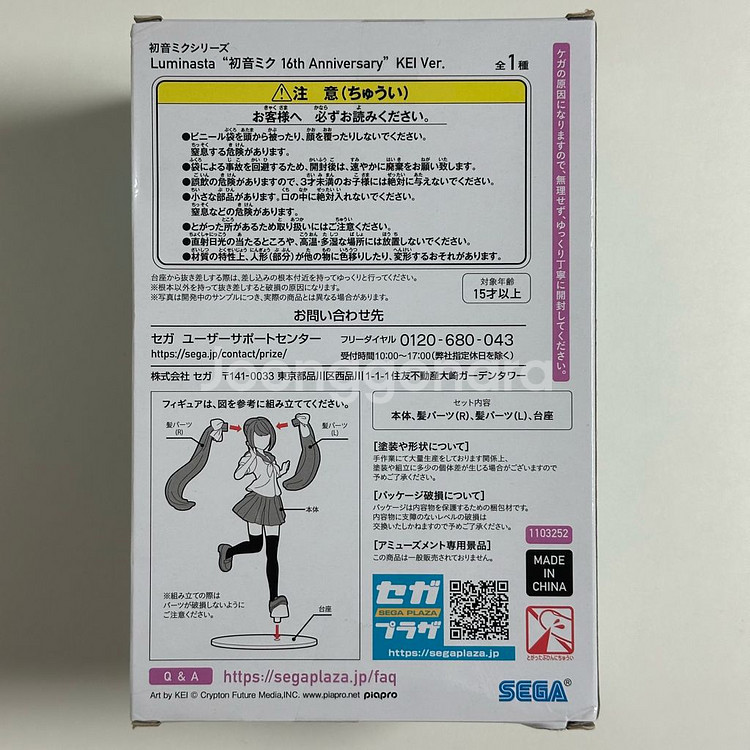 初音ミクシリーズ
Luminasta “初音ミク 16th Anniversary” KEI Ver.
全1種
⚠注 意(ちゅうい)
お客様へ 必ずお読みください。
●ビニール袋を頭から被ったり、顔を覆ったりしないでください。
窒息する危険があります。
●袋による事故を回避するため、開封後は、速やかに廃棄をお願い致します。
●誤飲の危険がありますので、3才未満のお子様には絶対に与えないでください。
●小さな部品があります。口の中に絶対入れないでください。
窒息などの危険があります。
●とがった所があるため取り扱いにはご注意ください。
●直射日光の当たるところや、高温・多湿な場所には放置しないでください。
●材質の特性上、人形(部分)が他の物に色移りしたり、変形するおそれがあります。
台座から抜き差しする際は、差し込みの根本付近を持ってゆっくりと行ってください。
※根本以外を持って抜き差しすると破損の原因になります。
※写真は開発中のサンプルにつき、実際の商品とは異なる場合があります。
対象年齢
15才以上
ケガの原因になりますので、無理せず、ゆっくり丁寧に開封してください。
お問い合わせ先
セガ ユーザーサポートセンター
https://sega.jp/contact/prize/
フリーダイヤル 0120-680-043
受付時間10:00~17:00(弊社指定休日を除く)
株式会社 セガ 〒141-0033 東京都品川区西品川1-1-1住友不動産大崎ガーデンタワー
Joonggonara
フィギュアは、図を参考に組み立ててください。
髪パーツ
(R)
髪パーツ
(L)
本体
台座
※組み立ての際は
パーツが破損しないように
ご注意ください。
セット内容
本体、髪パーツ(R)、髪パーツ(L)、台座
[塗装や形状について]
手作業にて大量生産をしております関係上、
塗装や組立に多少の個体差が生じる場合がございますので
予めご了承ください。
[パッケージ破損について]
パッケージは内容物を保護するための梱包材です。
内容物に支障のないレベルの破損は
交換いたしかねますので予めご了承ください。
[アミューズメント専用景品]
この商品は一般販売されておりません。
1103252
MADE IN
CHINA
セガ
SEGA PLAZA
プラザ
https://segaplaza.jp
とがったぶひんにちゅうい
Q & A
https://segaplaza.jp/faq
SEGA®
Art by KEI © Crypton Future Media,INC. www.piapro.net piapro